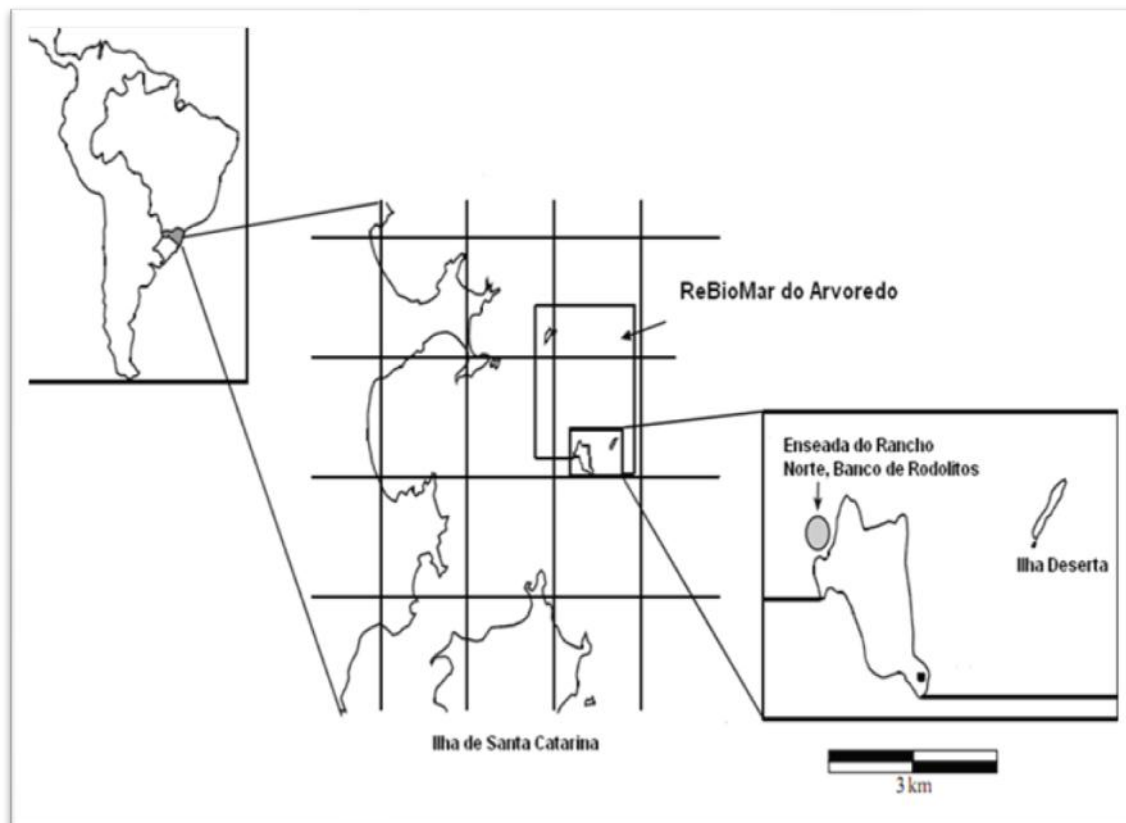 ReBioMar do Arvoredo
Enseada do Rancho
Norte, Banco de Rodolitos
Ilha Deserta
Ilha de Santa Catarina
3 km